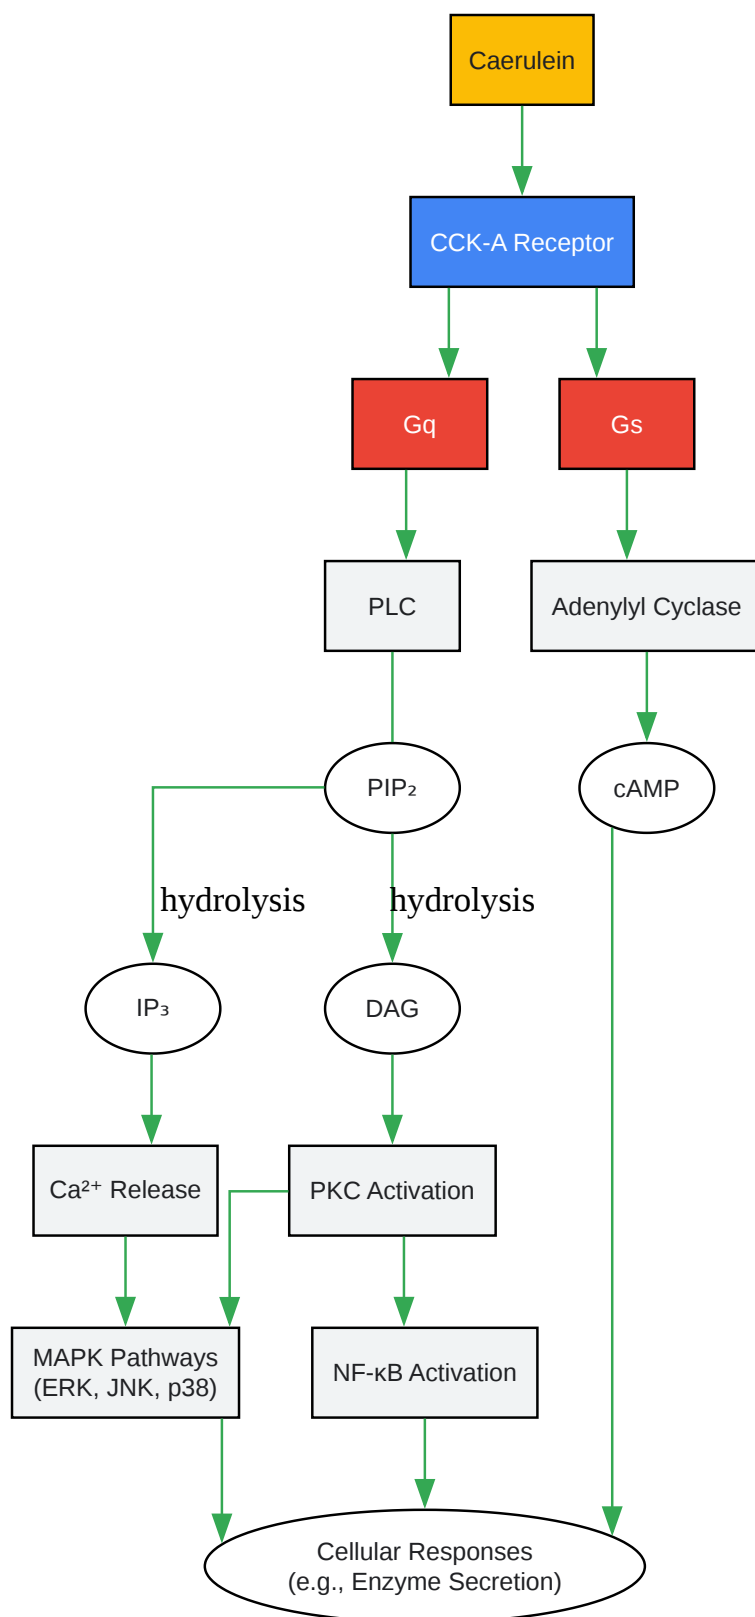 Caerulein
CCK-A Receptor
Gq
Gs
PLC
Adenylyl Cyclase
PIP₂
cAMP
hydrolysis
hydrolysis
IP₃
DAG
Ca²⁺ Release
PKC Activation
MAPK Pathways
(ERK, JNK, p38)
NF-κB Activation
Cellular Responses
(e.g., Enzyme Secretion)